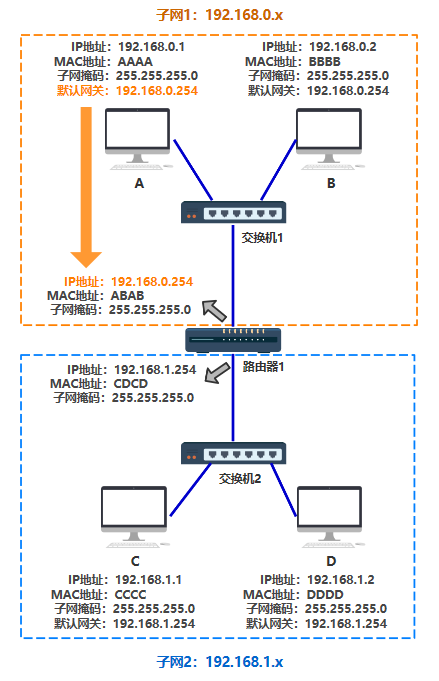 子网1：192.168.0.x
IP地址：192.168.0.1
MAC地址：AAAA
子网掩码：255.255.255.0
默认网关：192.168.0.254
IP地址：192.168.0.2
MAC地址：BBBB
子网掩码：255.255.255.0
默认网关：192.168.0.254
A
B
交换机1
IP地址：192.168.0.254
MAC地址：ABAB
子网掩码：255.255.255.0
路由器1
IP地址：192.168.1.254
MAC地址：CDCD
子网掩码：255.255.255.0
交换机2
C
D
IP地址：192.168.1.1
MAC地址：CCCC
子网掩码：255.255.255.0
默认网关：192.168.1.254
IP地址：192.168.1.2
MAC地址：DDDD
子网掩码：255.255.255.0
默认网关：192.168.1.254
子网2：192.168.1.x